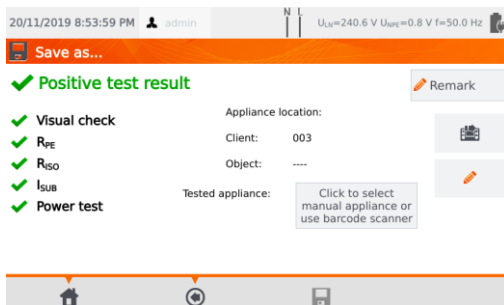 20/11/2019 8:53:59 PM admin N L ULN=240.6 V UNPE=0.8 V f=50.0 Hz
Save as...
Positive test result
Remark
Visual check
RPE
RISO
ISUB
Power test
Appliance location:
Client: 003
Object: ----
Tested appliance:
Click to select
manual appliance or
use barcode scanner